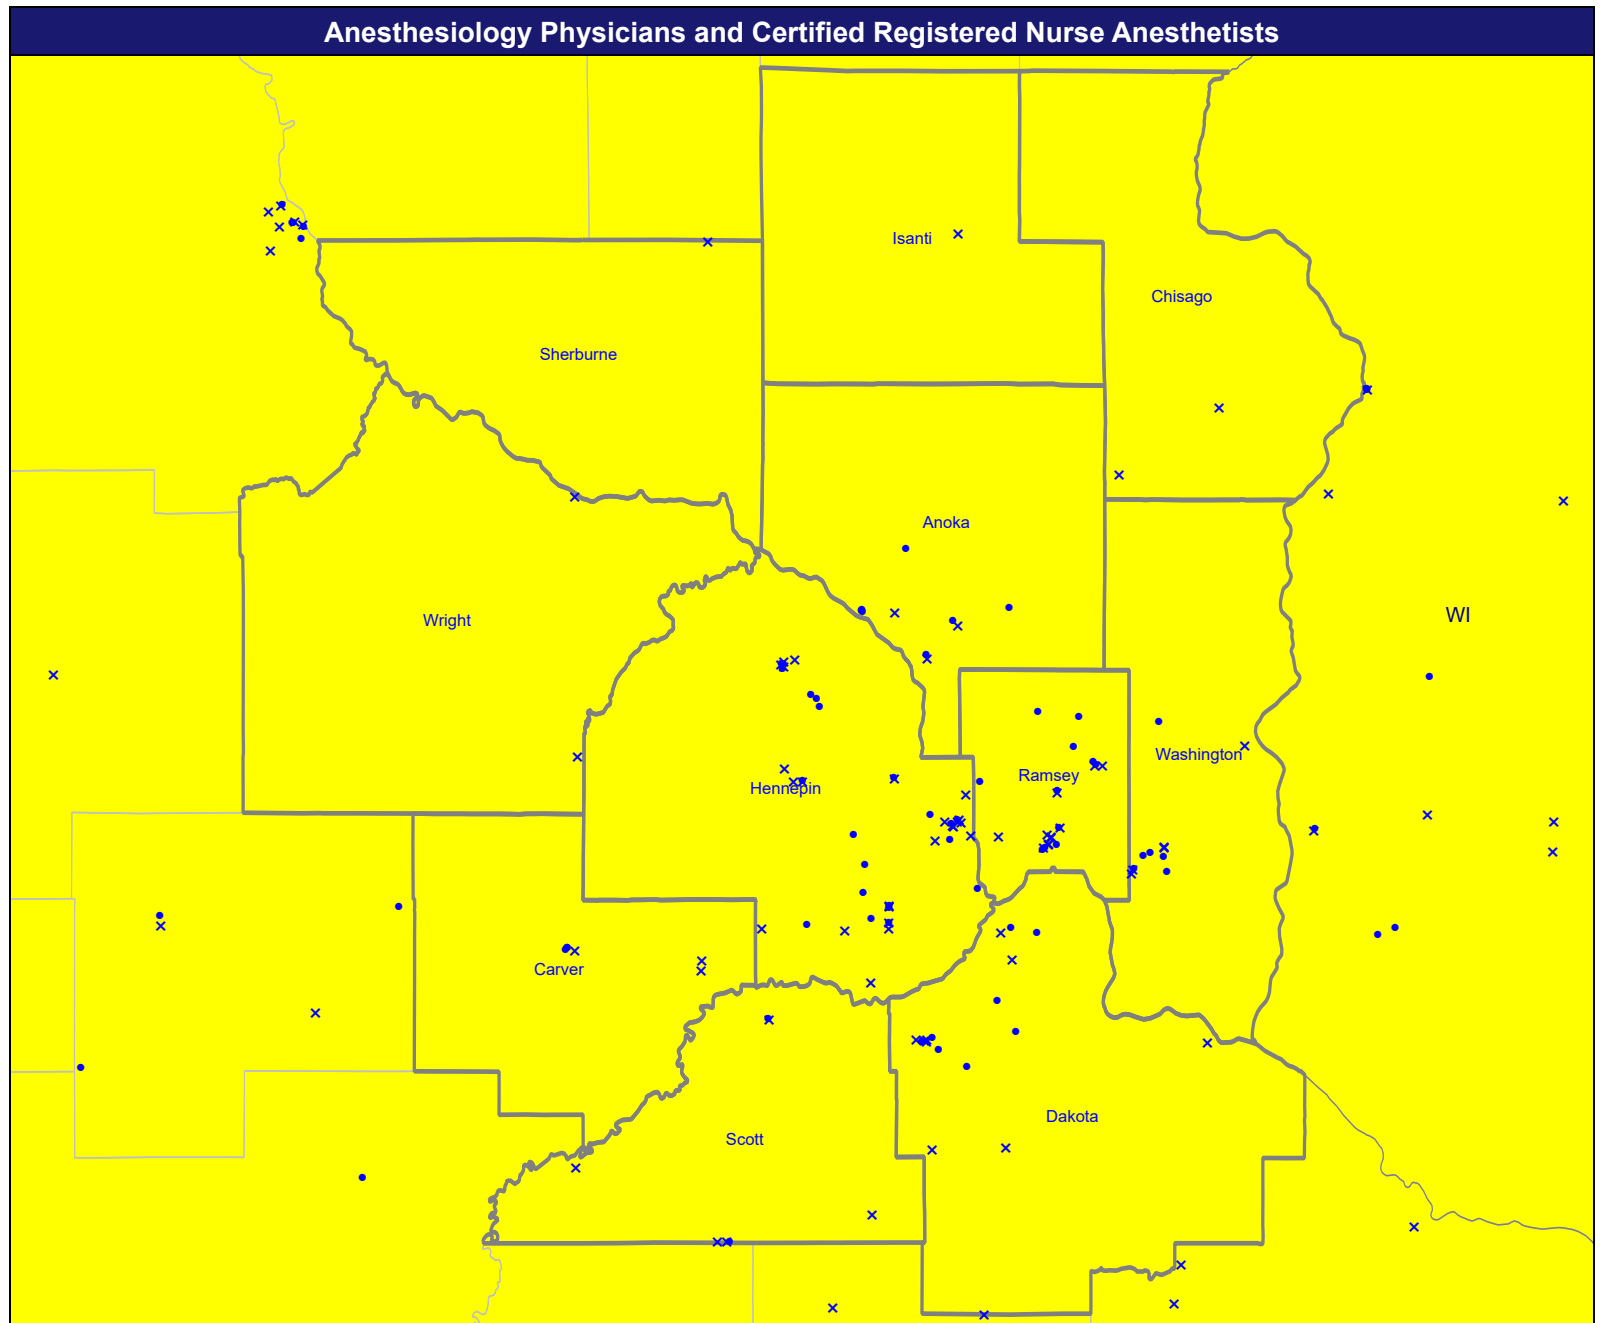 Anesthesiology Physicians and Certified Registered Nurse Anesthetists
Isanti
Chisago
Sherburne
Anoka
WI
Wright
Washington
Ramsey
Hennepin
Carver
Dakota
Scott